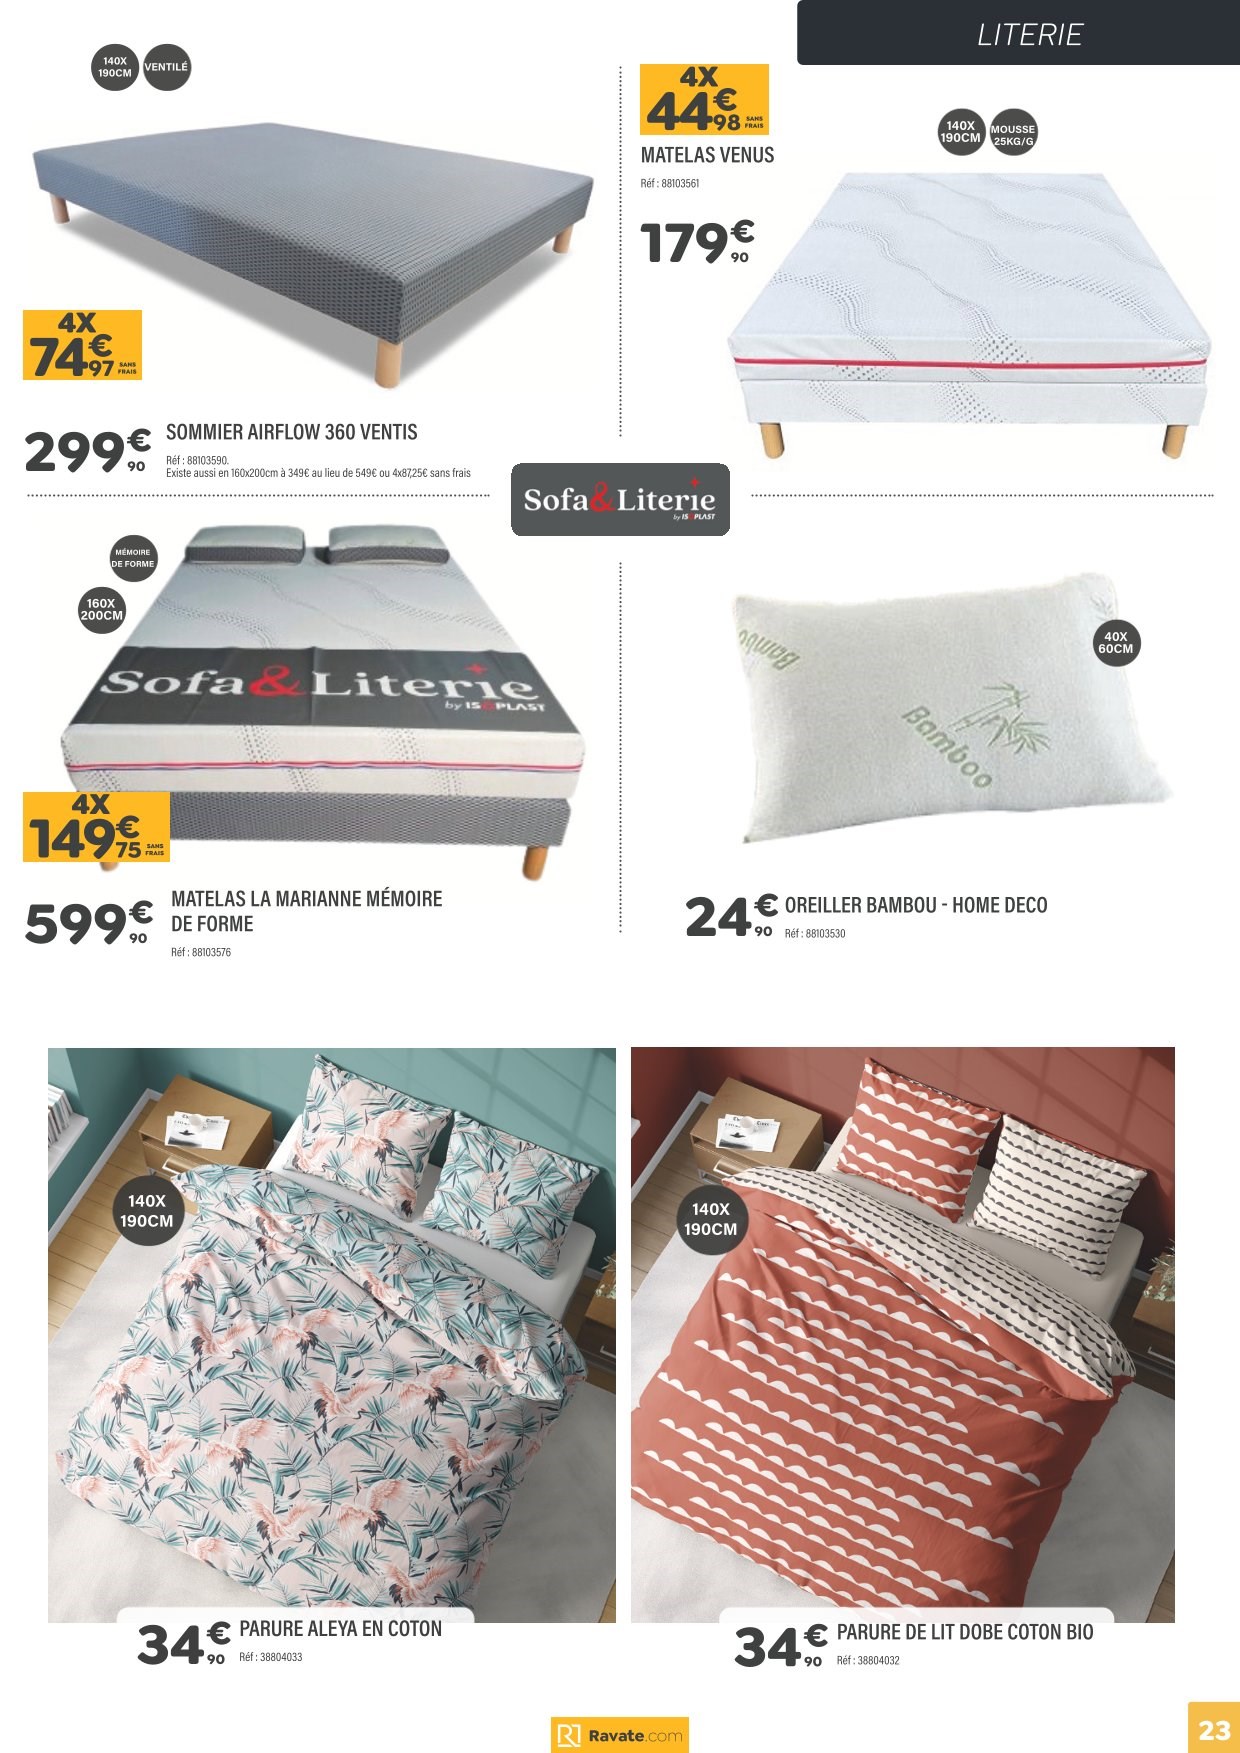 LITERIE
140X
190CM
VENTILÉ
4X
74€97 SANS
FRAIS
299€90
SOMMIER AIRFLOW 360 VENTIS
Réf : 88103590.
Existe aussi en 160x200cm à 349€ au lieu de 549€ ou 4x87,25€ sans frais
4X
44€98 SANS
FRAIS
MATELAS VENUS
Réf : 88103561
179€90
140X
190CM
MOUSSE
25KG/G
Sofa&Literie
by ISOPLAST
MÉMOIRE
DE FORME
160X
200CM
Sofa&Literie
by ISOPLAST
4X
149€75 SANS
FRAIS
599€90
MATELAS LA MARIANNE MÉMOIRE
DE FORME
Réf : 88103576
40X
60CM
Bamboo
24€90
OREILLER BAMBOU - HOME DECO
Réf : 88103530
140X
190CM
34€90
PARURE ALEYA EN COTON
Réf : 38804033
140X
190CM
34€90
PARURE DE LIT DOBE COTON BIO
Réf : 38804032
Ravate.com
23